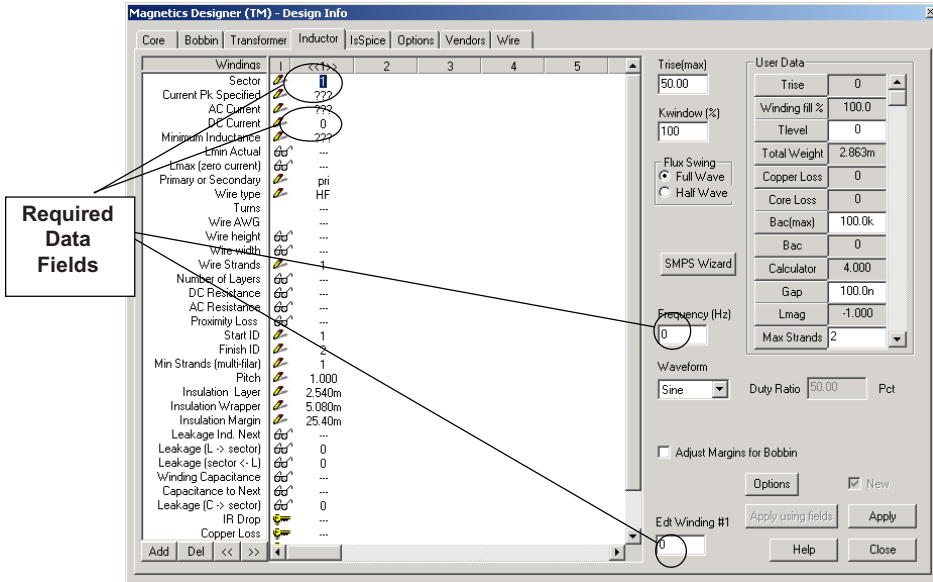 Magnetics Designer (TM) - Design Info
Core Bobbin Transformer Inductor IsSpice Options Vendors Wire
Windings I <<1>> 2 3 4 5
Sector 1
Current Pk Specified ???
AC Current ???
DC Current 0
Minimum Inductance ???
Lmin Actual ---
Lmax (zero current) ---
Primary or Secondary pri
Wire type HF
Turns ---
Wire AWG ---
Wire height ---
Wire width ---
Wire Strands 1
Number of Layers ---
DC Resistance ---
AC Resistance ---
Proximity Loss ---
Start ID 1
Finish ID 2
Min Strands (multi-filar) 1
Pitch 1.000
Insulation Layer 2.540m
Insulation Wrapper 5.080m
Insulation Margin 25.40m
Leakage Ind. Next ---
Leakage (L -> sector) 0
Leakage (sector <- L) 0
Winding Capacitance ---
Capacitance to Next ---
Leakage (C -> sector) 0
IR Drop ---
Copper Loss ---
Add Del << >>
Required
Data
Fields
Trise(max)
50.00
Kwindow (%)
100
Flux Swing
Full Wave
Half Wave
SMPS Wizard
Frequency (Hz)
0
Waveform
Sine
Duty Ratio 50.00 Pct
User Data
Trise 0
Winding fill % 100.0
Tlevel 0
Total Weight 2.863m
Copper Loss 0
Core Loss 0
Bac(max) 100.0k
Bac 0
Calculator 4.000
Gap 100.0n
Lmag -1.000
Max Strands 2
Adjust Margins for Bobbin
Options New
Edt Winding #1
0
Apply using fields Apply
Help Close